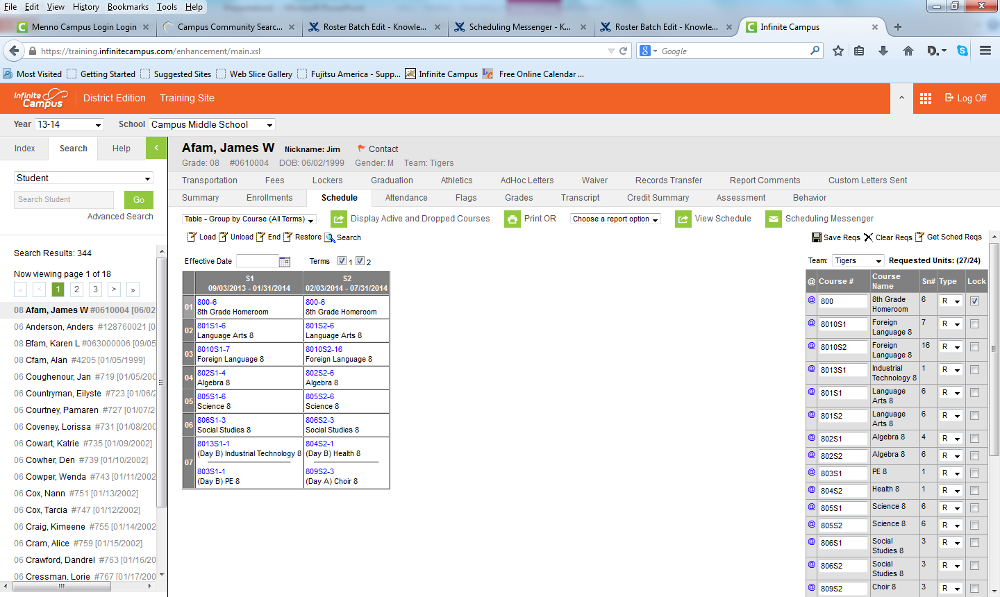 File Edit View History Bookmarks Tools Help
Menno Campus Login Login
Campus Community Searc...
Roster Batch Edit - Knowle...
Scheduling Messenger - K...
Roster Batch Edit - Knowle...
Infinite Campus
https://training.infinitecampus.com/enhancement/main.xsl
Google
Most Visited Getting Started Suggested Sites Web Slice Gallery Fujitsu America - Supp... Infinite Campus Free Online Calendar ...
Infinite Campus District Edition Training Site Log Off
Year 13-14 School Campus Middle School
Index Search Help
Student
Search Student Go
Advanced Search
Search Results: 344
Now viewing page 1 of 18
« < 1 2 3 > »
08 Afam, James W #0610004 [06/02
06 Anderson, Anders #128760021 [0
08 Bfam, Karen L #063000006 [09/05
08 Cfam, Alan #4205 [01/05/1999]
06 Coughenour, Jan #719 [01/05/200
06 Countryman, Eilyste #723 [01/06/2
06 Courtney, Pamaren #727 [01/07/2
06 Coveney, Lorissa #731 [01/08/200
06 Cowart, Katrie #735 [01/09/2002]
06 Cowher, Den #739 [01/10/2002]
06 Cowper, Wenda #743 [01/11/2002
06 Cox, Nann #751 [01/13/2002]
06 Cox, Tarcia #747 [01/12/2002]
06 Craig, Kimeene #755 [01/14/2002
06 Cram, Alice #759 [01/15/2002]
06 Crawford, Dandrel #763 [01/16/20
06 Cressman, Lorie #767 [01/17/200
Afam, James W Nickname: Jim Contact
Grade: 08 #0610004 DOB: 06/02/1999 Gender: M Team: Tigers
Transportation Fees Lockers Graduation Athletics AdHoc Letters Waiver Records Transfer Report Comments Custom Letters Sent
Summary Enrollments Schedule Attendance Flags Grades Transcript Credit Summary Assessment Behavior
Table - Group by Course (All Terms) Display Active and Dropped Courses Print OR Choose a report option View Schedule Scheduling Messenger
Load Unload End Restore Search
Effective Date Terms 1 2
S1 S2
09/03/2013 - 01/31/2014 02/03/2014 - 07/31/2014
01 800-6 800-6
8th Grade Homeroom 8th Grade Homeroom
02 801S1-6 801S2-6
Language Arts 8 Language Arts 8
03 8010S1-7 8010S2-16
Foreign Language 8 Foreign Language 8
04 802S1-4 802S2-6
Algebra 8 Algebra 8
05 805S1-6 805S2-6
Science 8 Science 8
06 806S1-3 806S2-3
Social Studies 8 Social Studies 8
07 8013S1-1 804S2-1
(Day B) Industrial Technology 8 (Day B) Health 8
803S1-1 809S2-3
(Day B) PE 8 (Day A) Choir 8
Save Reqs Clear Reqs Get Sched Reqs
Team: Tigers Requested Units: (27/24)
@ Course # Course Name Sn# Type Lock
@ 800 8th Grade Homeroom 6 R
@ 8010S1 Foreign Language 8 7 R
@ 8010S2 Foreign Language 8 16 R
@ 8013S1 Industrial Technology 8 1 R
@ 801S1 Language Arts 8 6 R
@ 801S2 Language Arts 8 6 R
@ 802S1 Algebra 8 4 R
@ 802S2 Algebra 8 6 R
@ 803S1 PE 8 1 R
@ 804S2 Health 8 1 R
@ 805S1 Science 8 6 R
@ 805S2 Science 8 6 R
@ 806S1 Social Studies 8 3 R
@ 806S2 Social Studies 8 3 R
@ 809S2 Choir 8 3 R